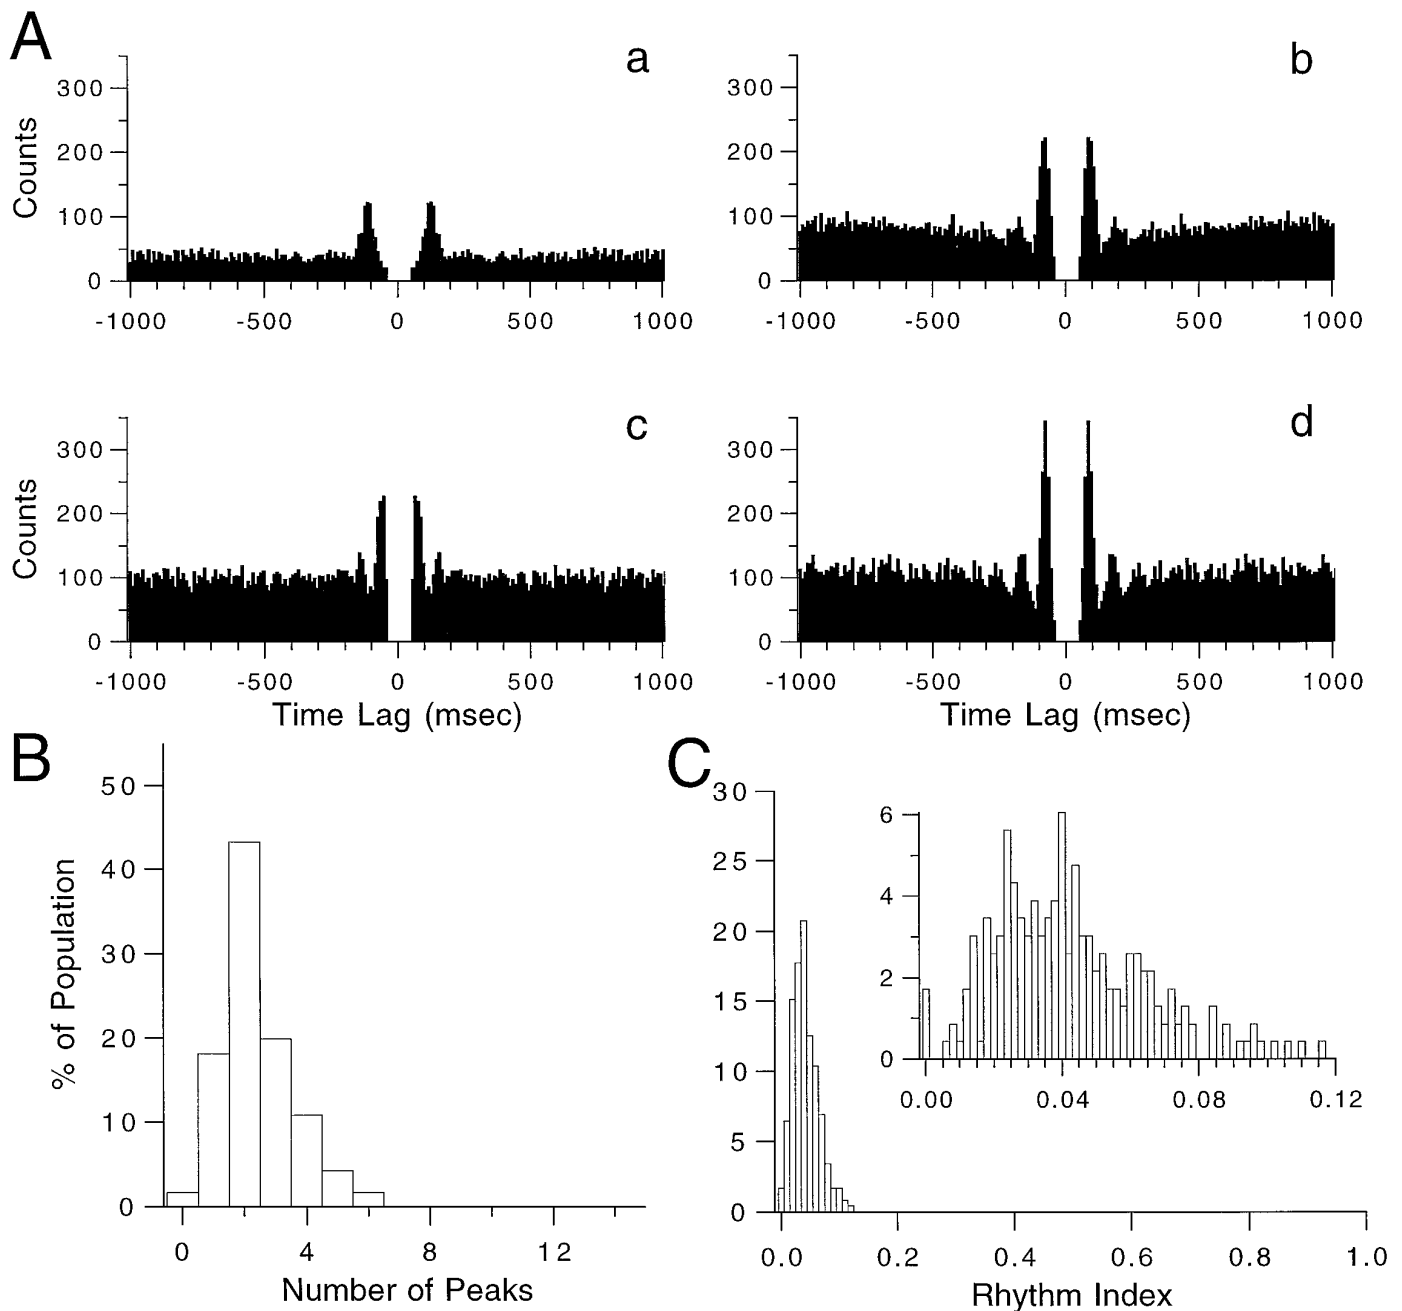 A
a
b
300
200
100
0
Counts
-1000 -500 0 500 1000
300
200
100
0
-1000 -500 0 500 1000
c
d
300
200
100
0
Counts
-1000 -500 0 500 1000
Time Lag (msec)
300
200
100
0
-1000 -500 0 500 1000
Time Lag (msec)
B
50
40
30
20
10
0
% of Population
0 4 8 12
Number of Peaks
C
30
25
20
15
10
5
0
0.0 0.2 0.4 0.6 0.8 1.0
Rhythm Index
6
4
2
0
0.00 0.04 0.08 0.12